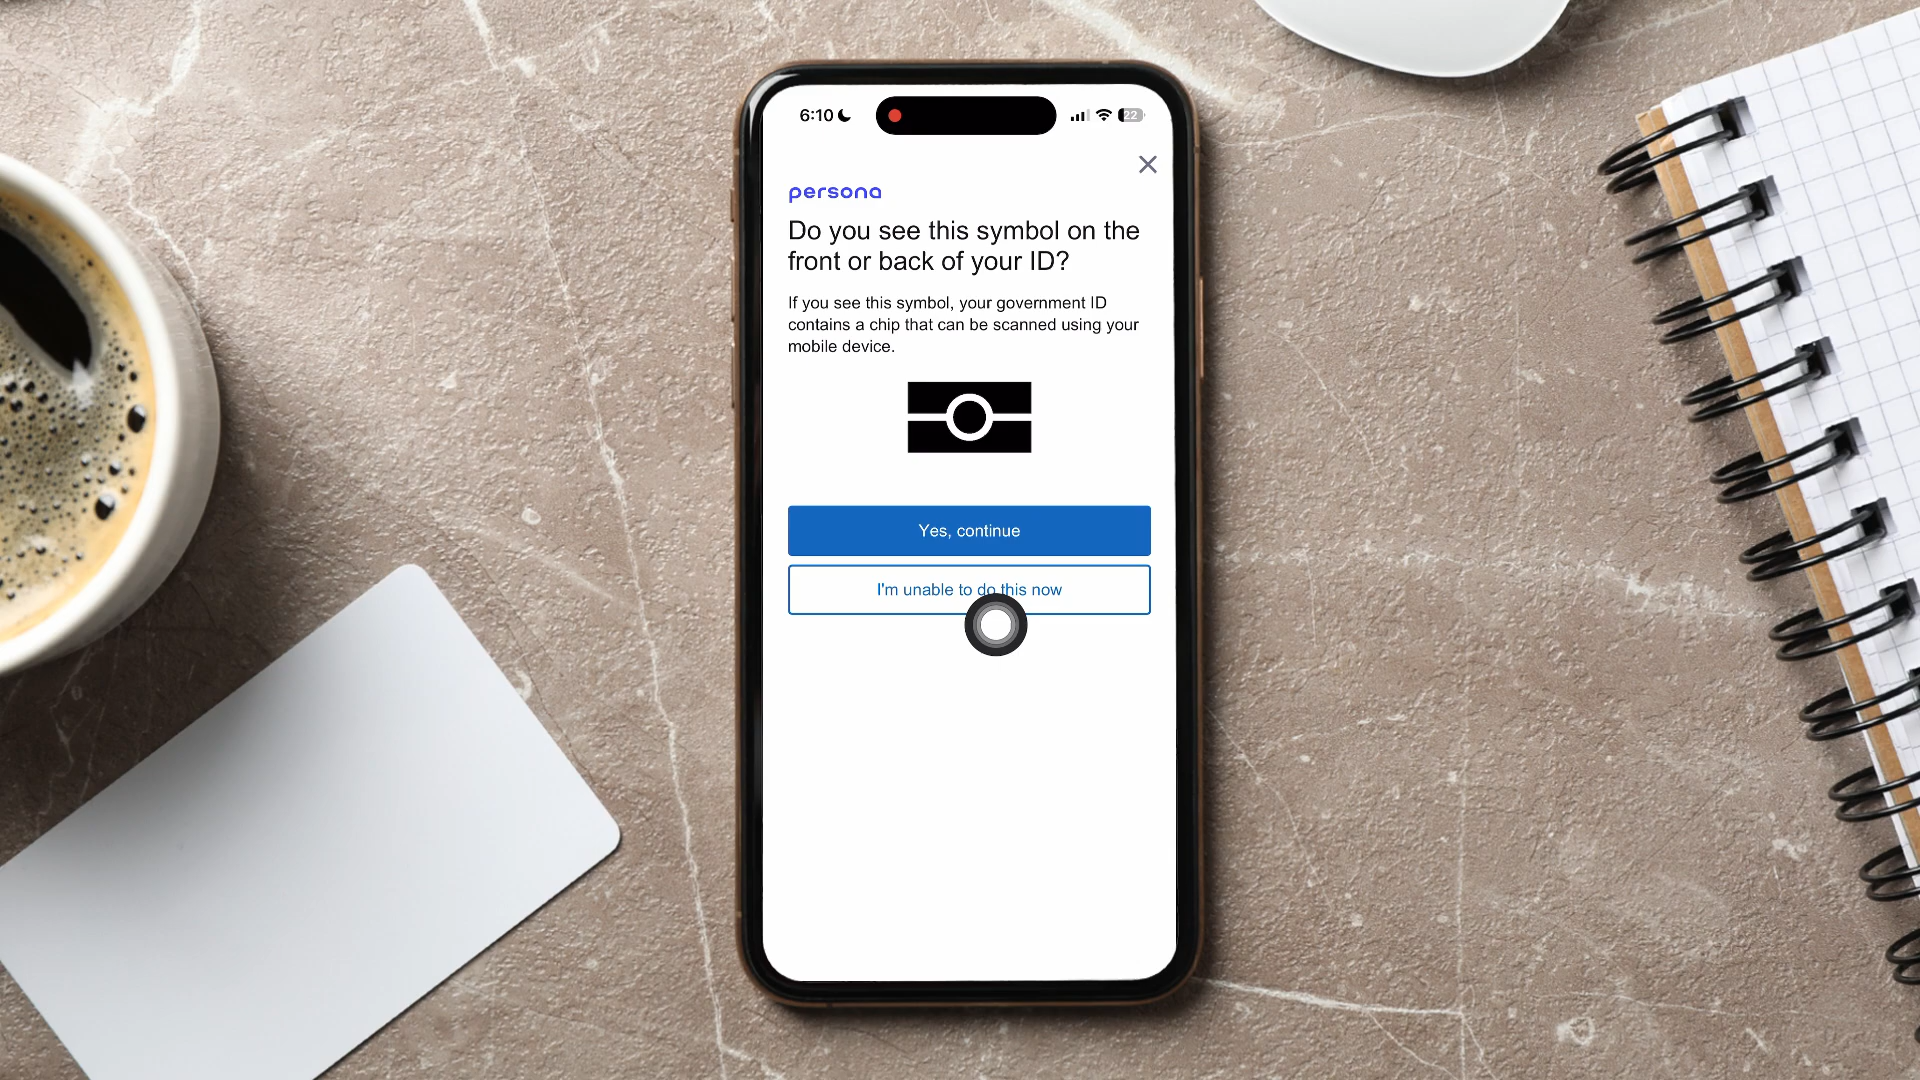 6:10
22
persona
Do you see this symbol on the
front or back of your ID?
If you see this symbol, your government ID
contains a chip that can be scanned using your
mobile device.
Yes, continue
I'm unable to do this now